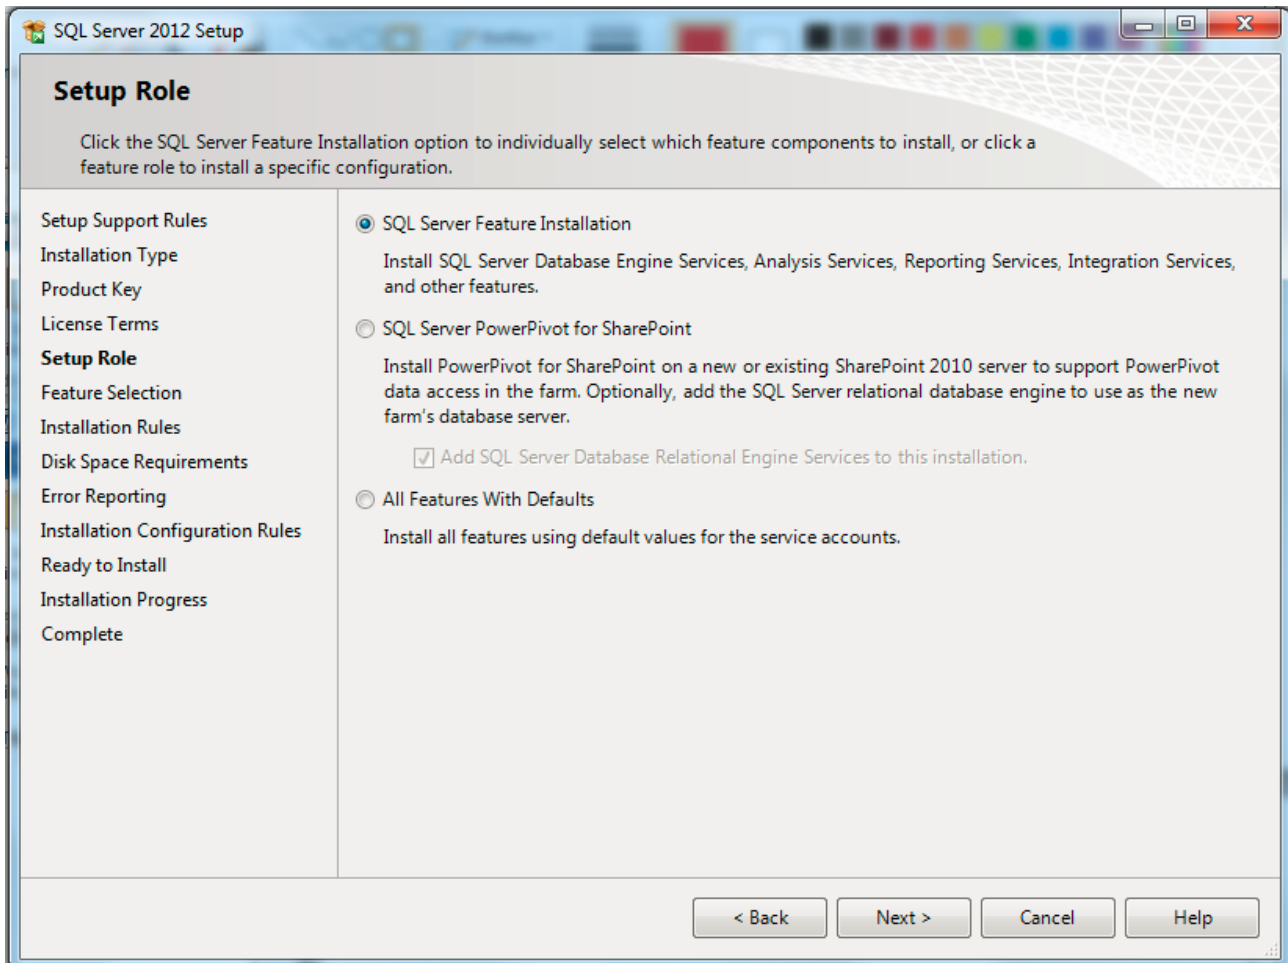 SQL Server 2012 Setup
Setup Role
Click the SQL Server Feature Installation option to individually select which feature components to install, or click a
feature role to install a specific configuration.
Setup Support Rules
Installation Type
Product Key
License Terms
Setup Role
Feature Selection
Installation Rules
Disk Space Requirements
Error Reporting
Installation Configuration Rules
Ready to Install
Installation Progress
Complete
SQL Server Feature Installation
Install SQL Server Database Engine Services, Analysis Services, Reporting Services, Integration Services,
and other features.
SQL Server PowerPivot for SharePoint
Install PowerPivot for SharePoint on a new or existing SharePoint 2010 server to support PowerPivot
data access in the farm. Optionally, add the SQL Server relational database engine to use as the new
farm's database server.
Add SQL Server Database Relational Engine Services to this installation.
All Features With Defaults
Install all features using default values for the service accounts.
< Back
Next >
Cancel
Help